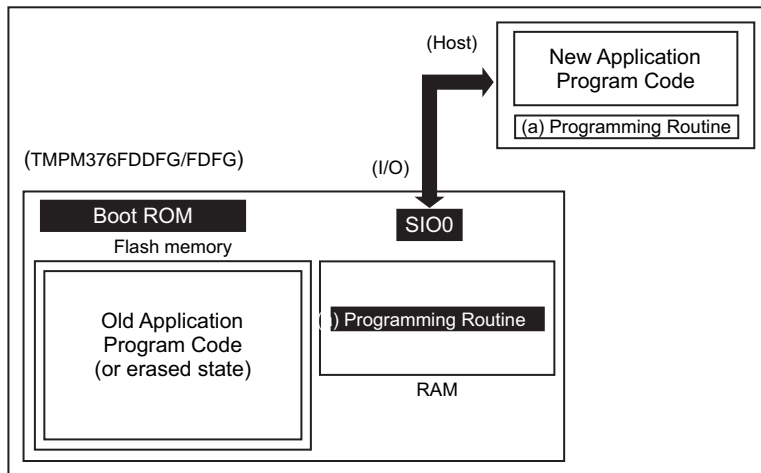 (Host)
New Application
Program Code
(a) Programming Routine
(TMPM376FDDFG/FDFG)
(I/O)
Boot ROM
SIO0
Flash memory
Old Application
Program Code
(or erased state)
(a) Programming Routine
RAM